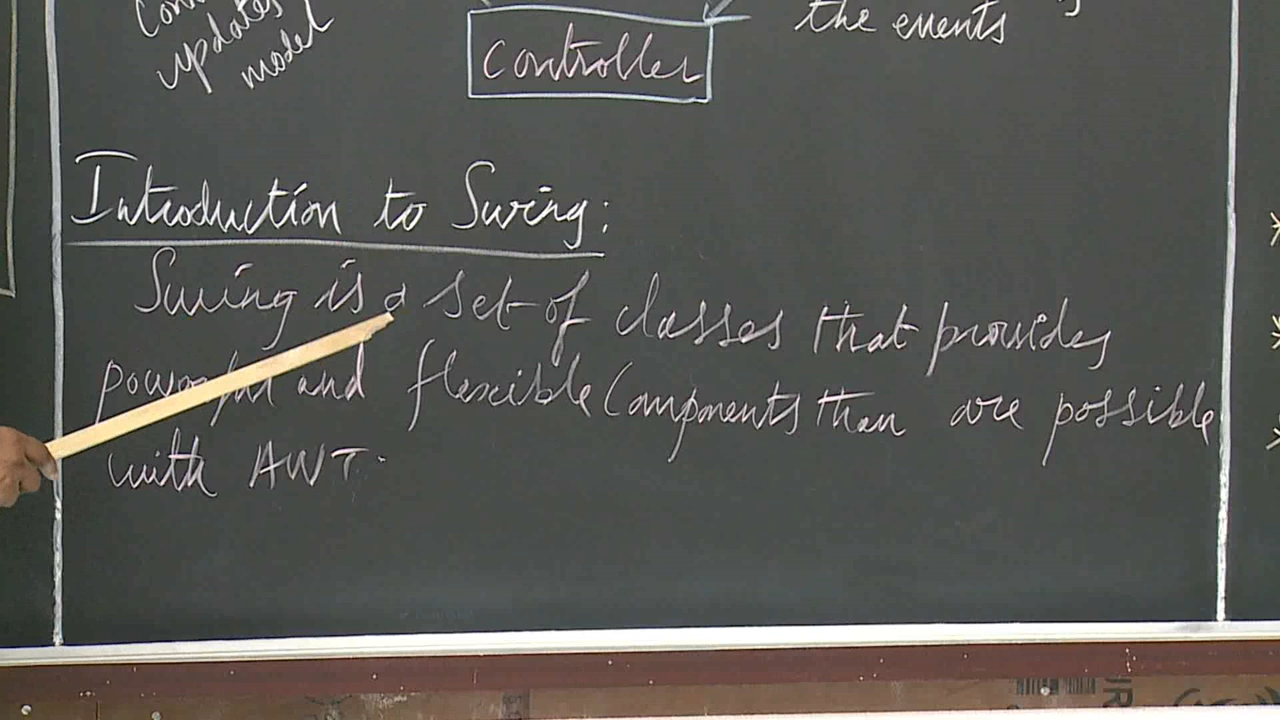 updates
model
Controller
the events
Introduction to Swing:
Swing is a set of classes that provides
powerful and flexible Components than are possible
with AWT.